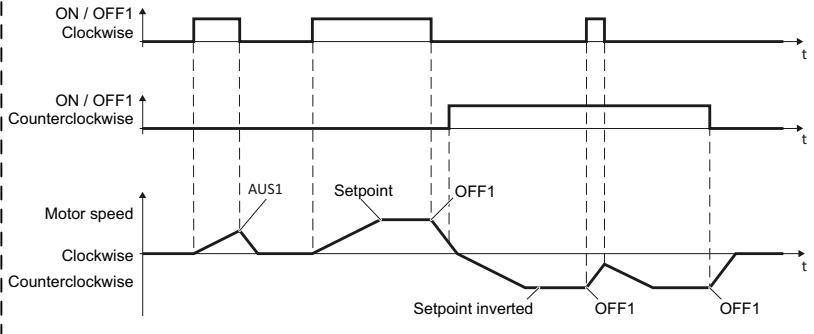 ON / OFF1
Clockwise
t
ON / OFF1
Counterclockwise
t
AUS1
Setpoint
OFF1
Motor speed
Clockwise
t
Counterclockwise
Setpoint inverted
OFF1
OFF1